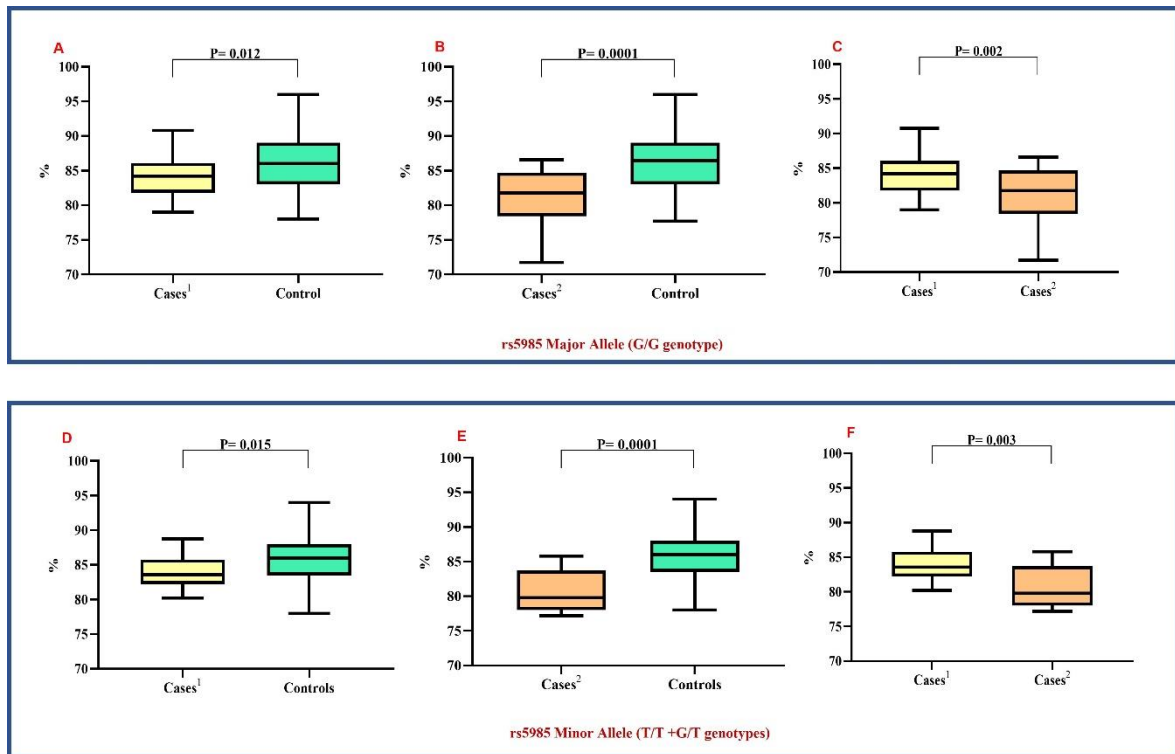 A
P= 0.012
100
95
90
85
80
75
70
%
Cases1
Control
B
P= 0.0001
100
95
90
85
80
75
70
%
Cases2
Control
C
P= 0.002
100
95
90
85
80
75
70
%
Cases1
Cases2
rs5985 Major Allele (G/G genotype)
D
P= 0.015
100
95
90
85
80
75
70
%
Cases1
Controls
E
P= 0.0001
100
95
90
85
80
75
70
%
Cases2
Controls
F
P= 0.003
100
95
90
85
80
75
70
%
Cases1
Cases2
rs5985 Minor Allele (T/T +G/T genotypes)